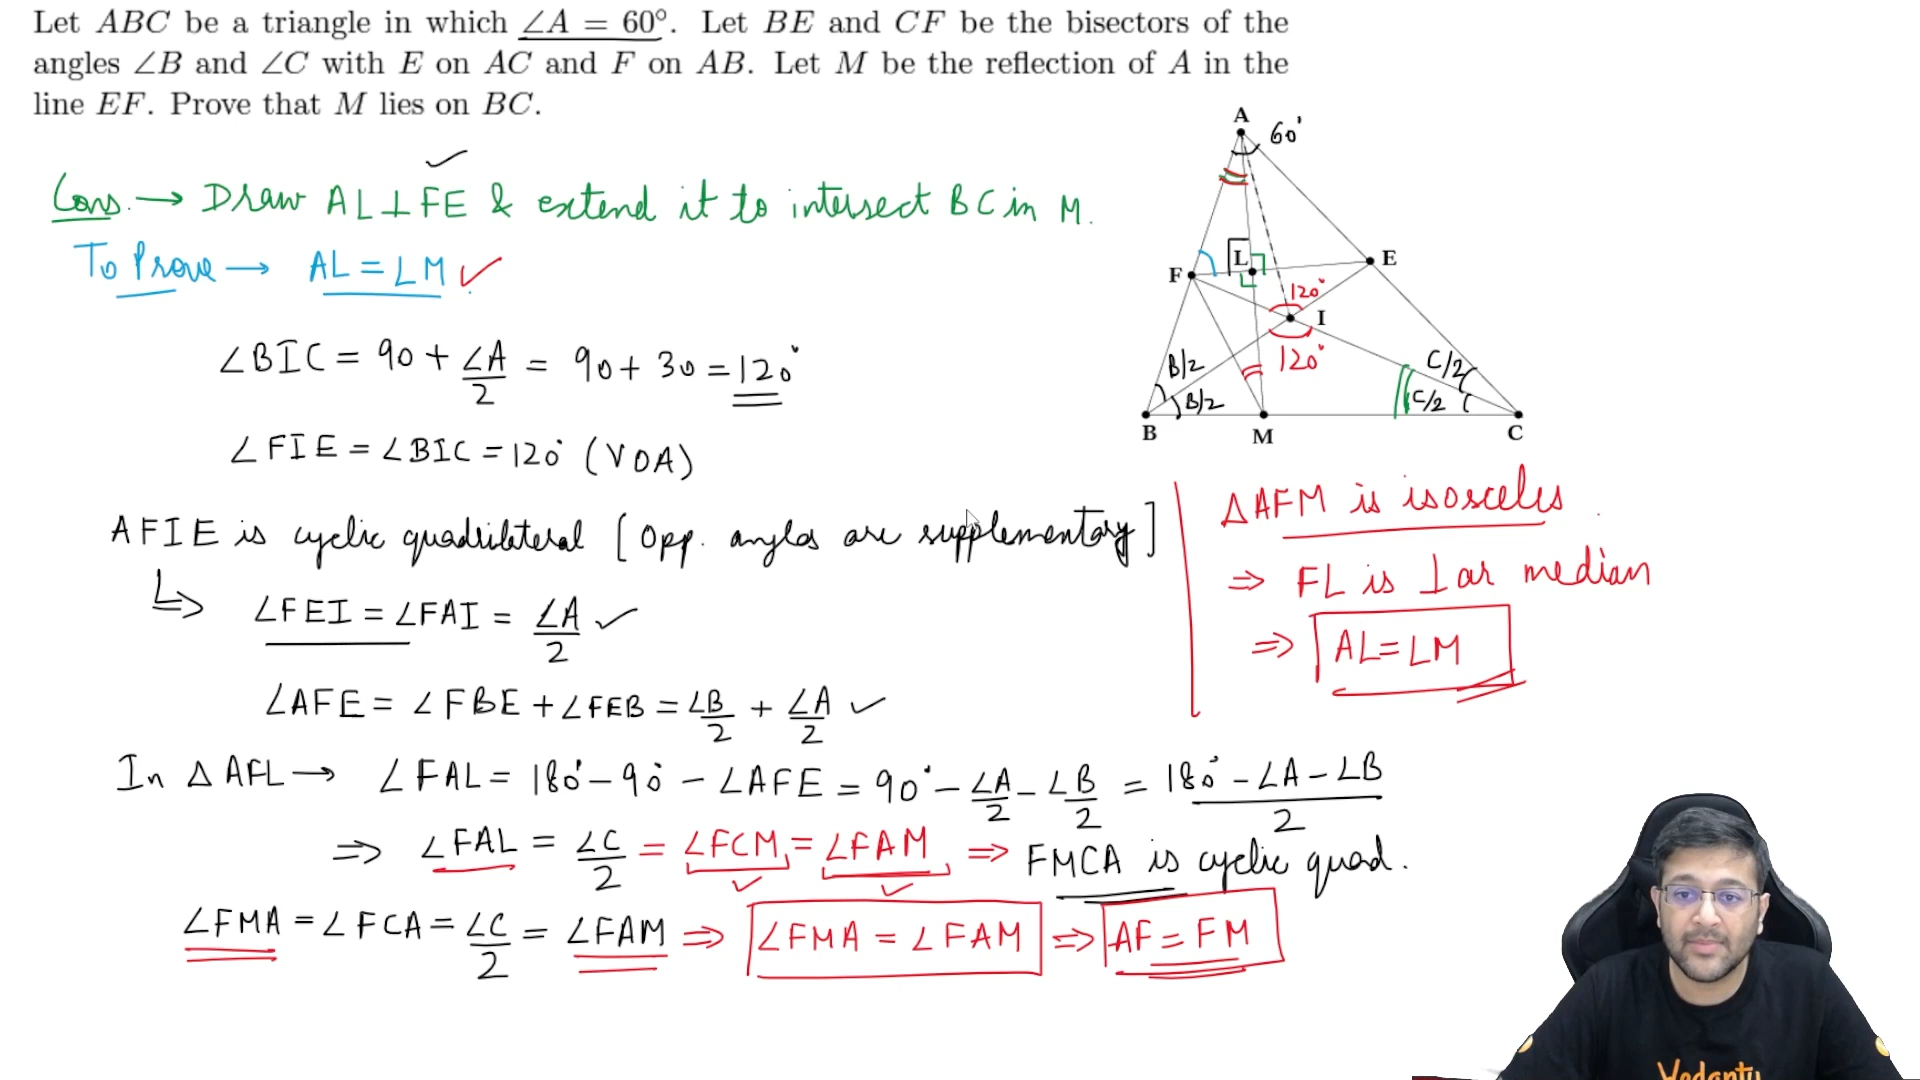 Let ABC be a triangle in which ∠A = 60°. Let BE and CF be the bisectors of the
angles ∠B and ∠C with E on AC and F on AB. Let M be the reflection of A in the
line EF. Prove that M lies on BC.
Cons. → Draw AL⊥FE & extend it to intersect BC in M.
To Prove → AL = LM ✓
∠BIC = 90 + ∠A/2 = 90 + 30 = 120°
∠FIE = ∠BIC = 120° (VOA)
AFIE is cyclic quadrilateral [Opp. angles are supplementary]
↳ ∠FEI = ∠FAI = ∠A/2 ✓
∠AFE = ∠FBE + ∠FEB = ∠B/2 + ∠A/2 ✓
In △AFL → ∠FAL = 180° − 90° − ∠AFE = 90° − ∠A/2 − ∠B/2 = 180° − ∠A − ∠B/2
⇒ ∠FAL = ∠C/2 = ∠FCM = ∠FAM ⇒ FMCA is cyclic quad.
∠FMA = ∠FCA = ∠C/2 = ∠FAM ⇒ ∠FMA = ∠FAM ⇒ AF = FM
A
60°
F
L
E
120°
I
120°
B/2
B/2
C/2
C/2
B
M
C
△AFM is isosceles
⇒ FL is ⊥ar median
⇒ AL = LM
Vedantu